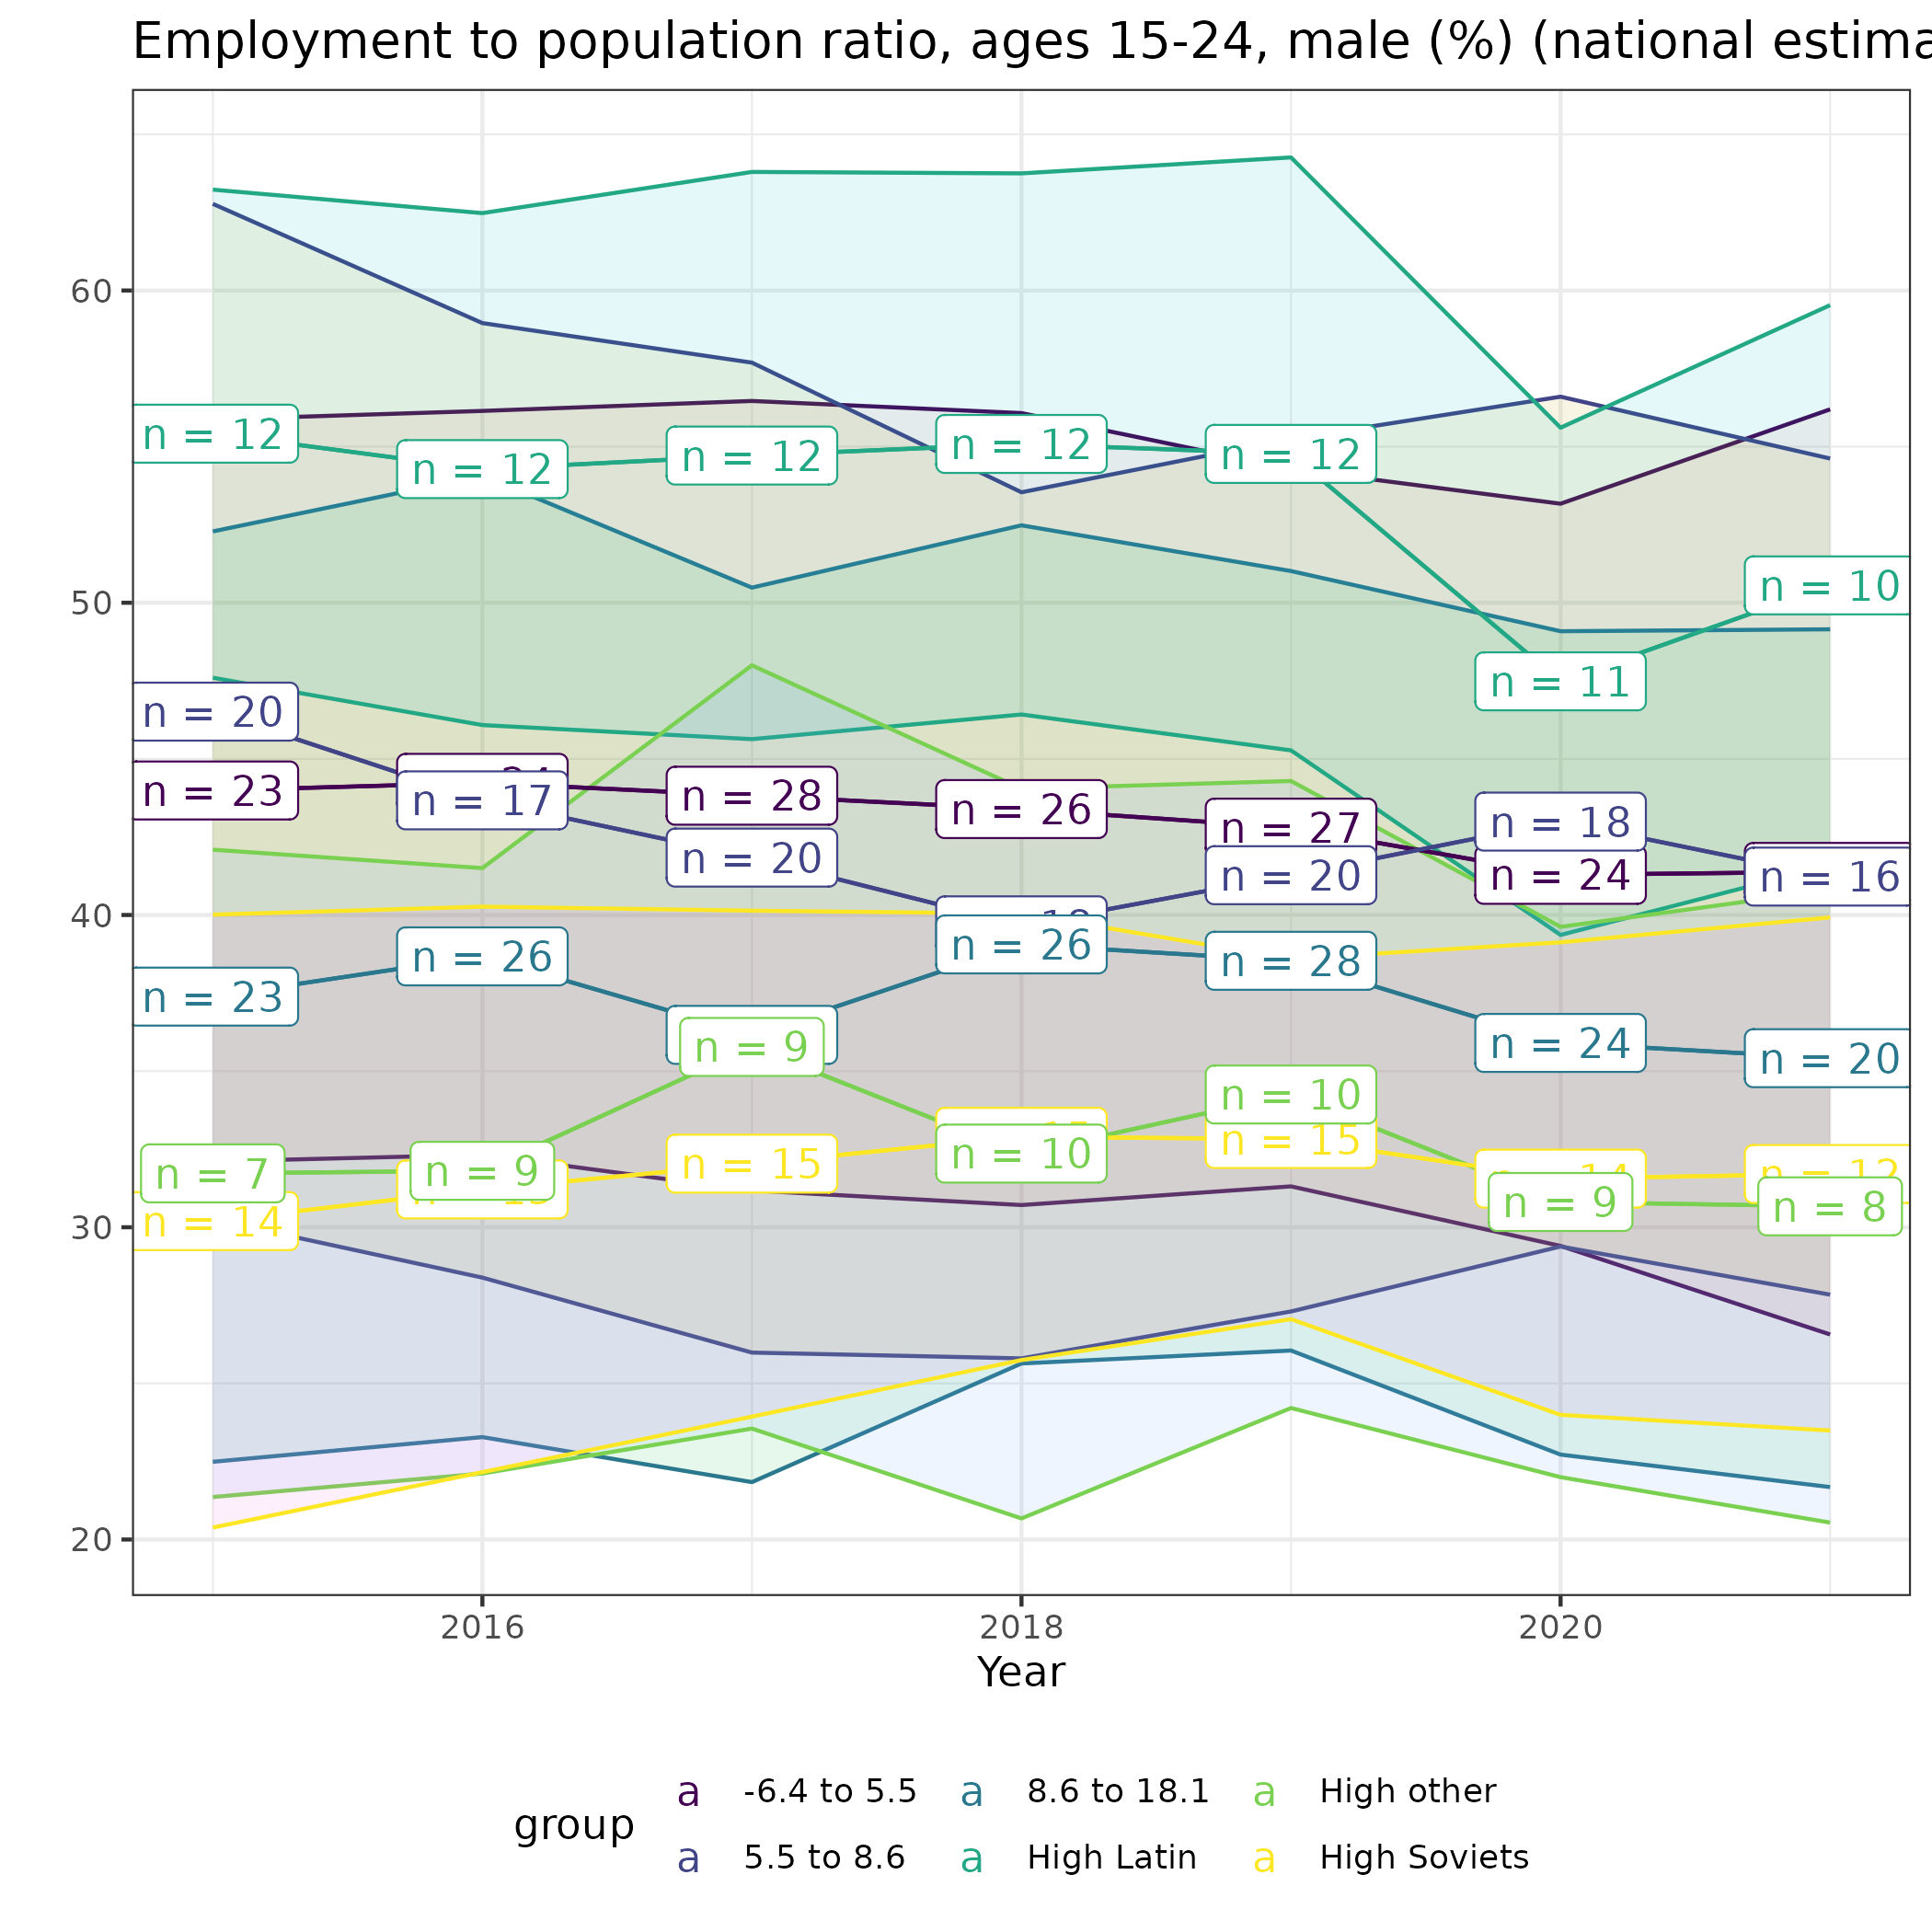 Employment to population ratio, ages 15-24, male (%) (national estima
60
50
40
30
20
n = 12
n = 12
n = 12
n = 12
n = 12
n = 11
n = 10
n = 20
n = 17
n = 20
n = 20
n = 18
n = 16
n = 23
n = 28
n = 26
n = 27
n = 24
n = 23
n = 26
n = 26
n = 28
n = 24
n = 20
n = 7
n = 9
n = 9
n = 10
n = 10
n = 9
n = 8
n = 14
n = 15
n = 15
n = 12
2016 2018 2020
Year
group
a -6.4 to 5.5 a 8.6 to 18.1 a High other
a 5.5 to 8.6 a High Latin a High Soviets